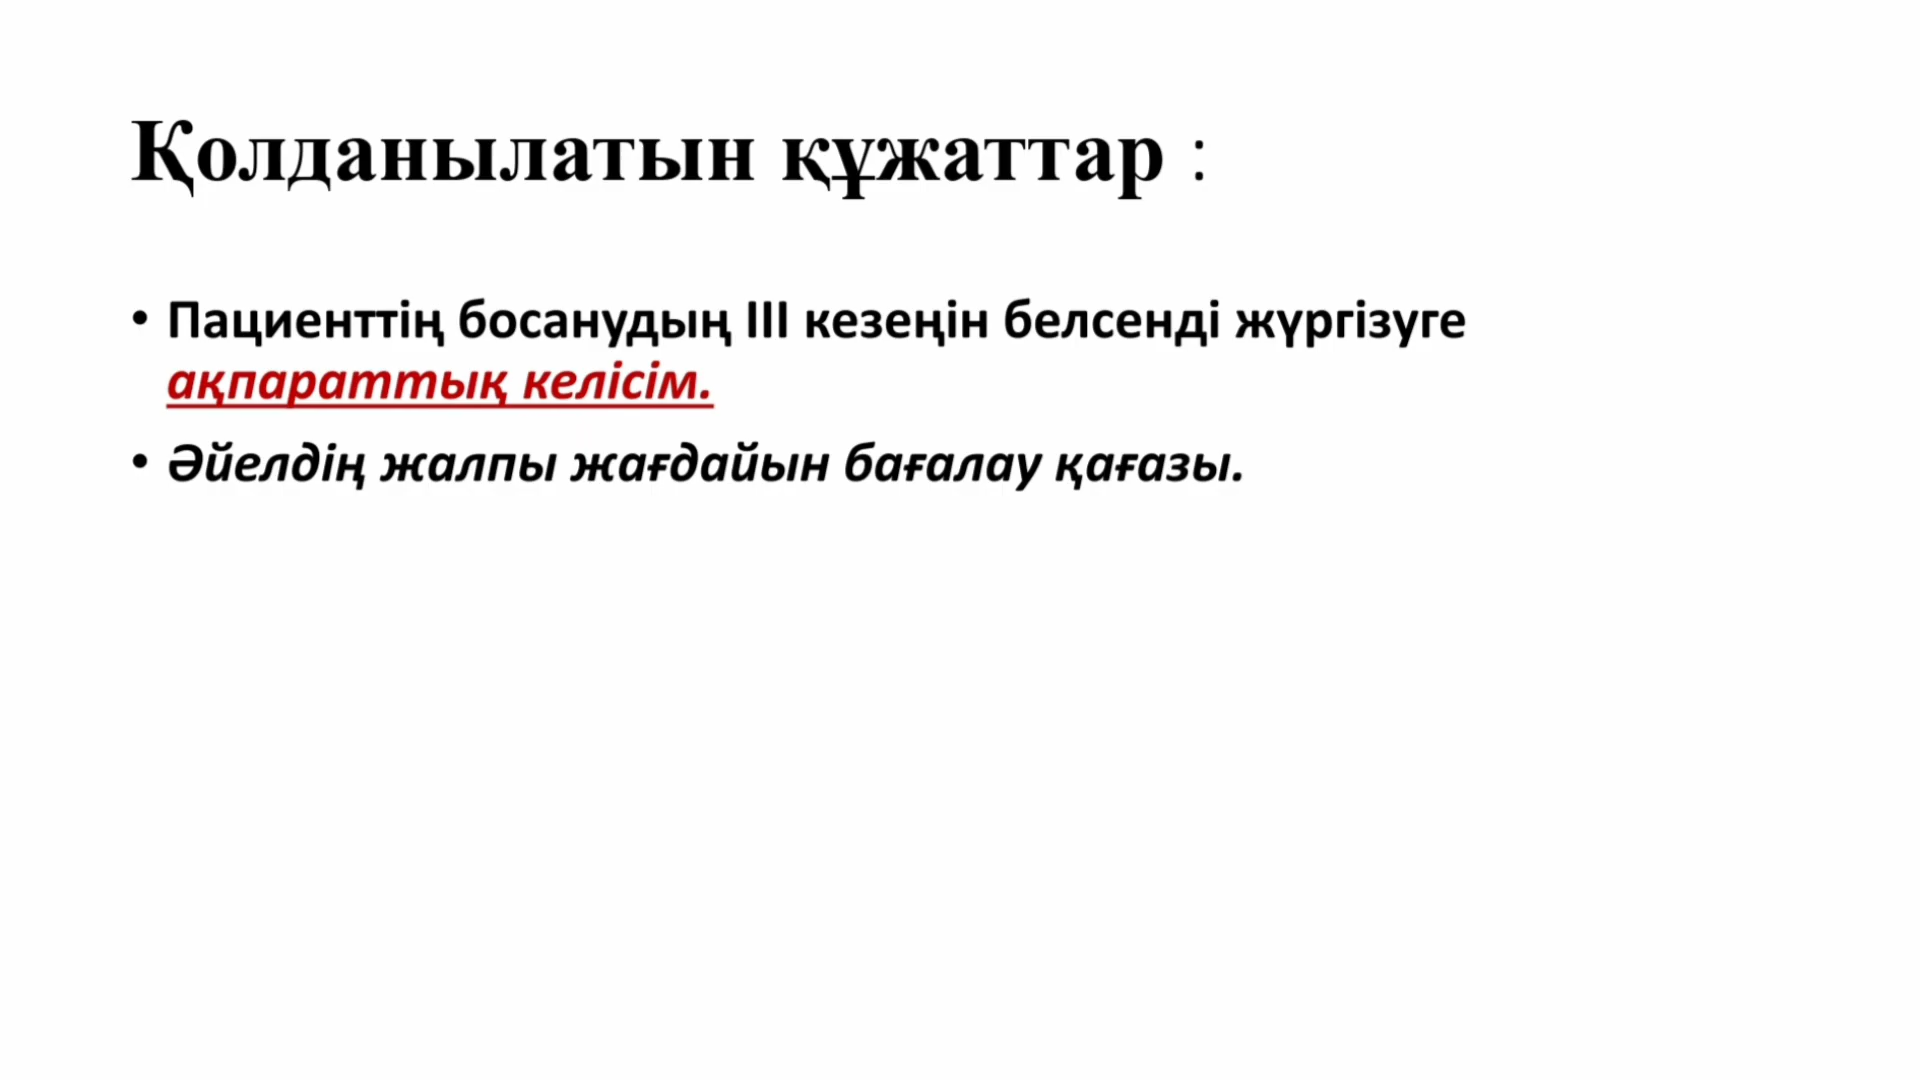 Қолданылатын құжаттар :
• Пациенттің босанудың ІІІ кезеңін белсенді жүргізуге
ақпараттық келісім.
• Әйелдің жалпы жағдайын бағалау қағазы.